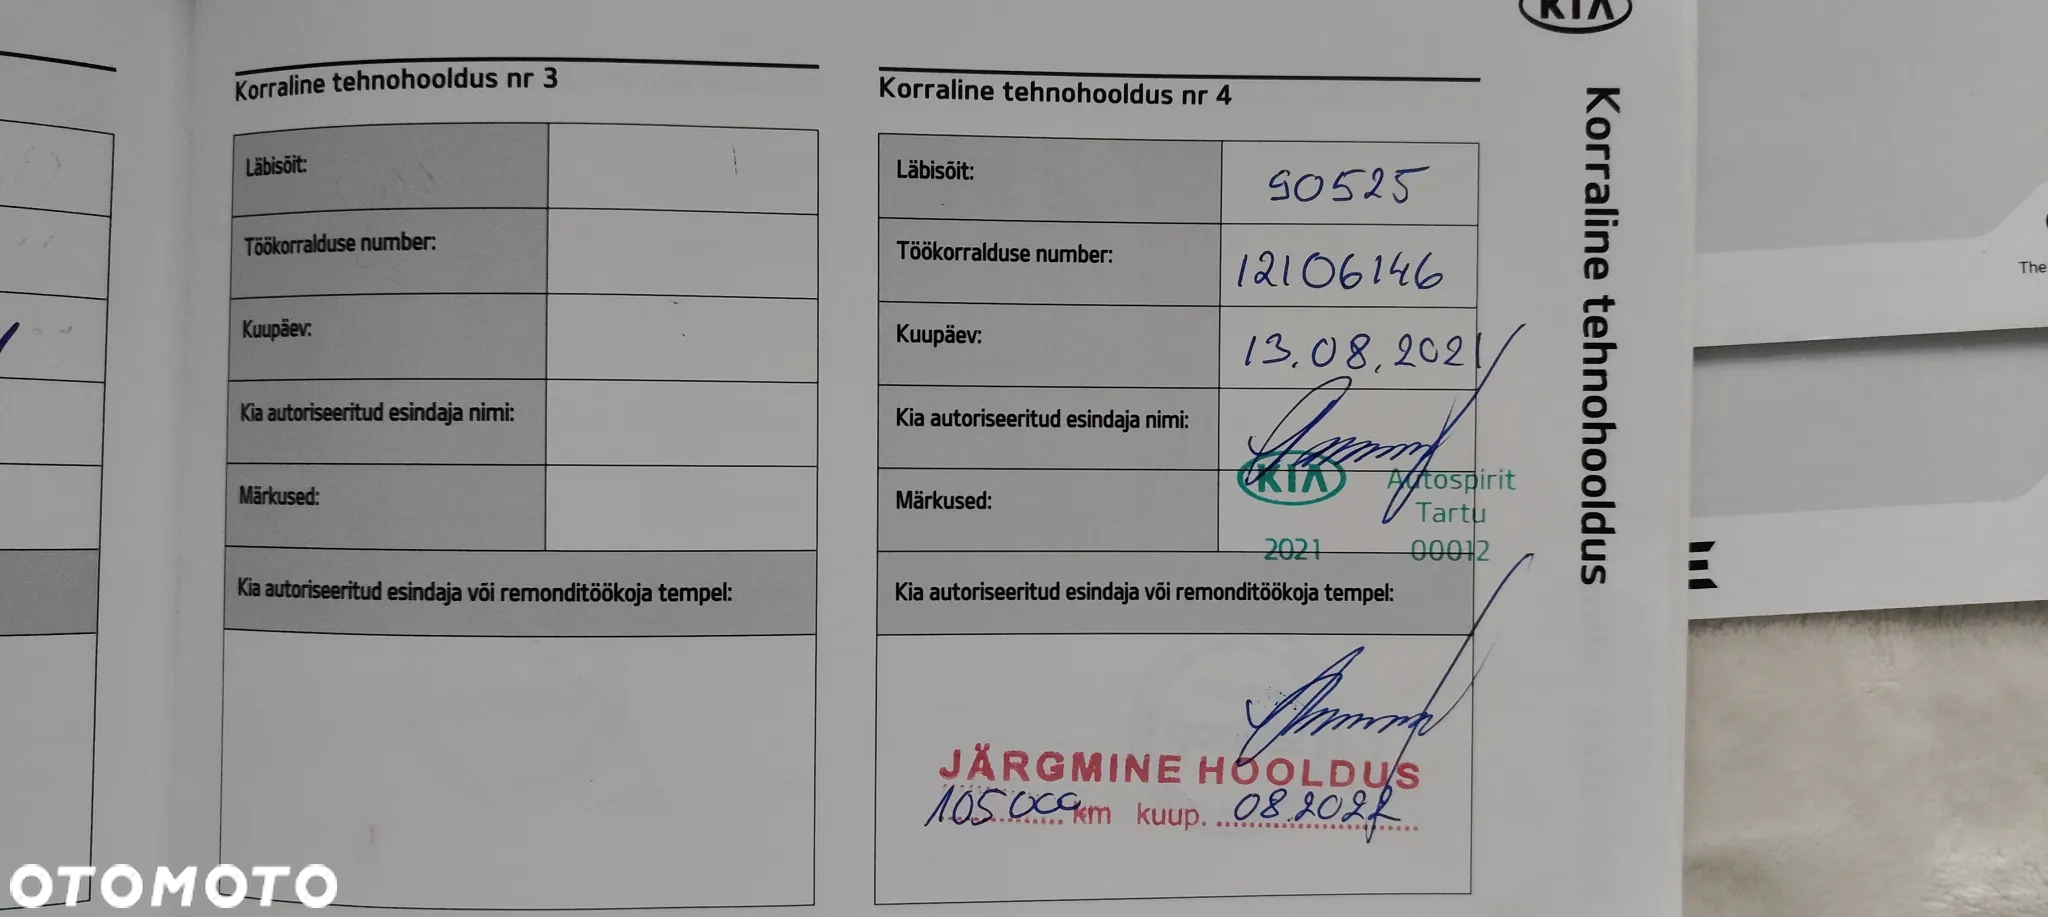 KIA
Korraline tehnohooldus nr 3
Läbisõit:
Töökorralduse number:
Kuupäev:
Kia autoriseeritud esindaja nimi:
Märkused:
Kia autoriseeritud esindaja või remonditöökoja tempel:
Korraline tehnohooldus nr 4
Läbisõit: 90525
Töökorralduse number: 12106146
Kuupäev: 13.08.2021
Kia autoriseeritud esindaja nimi:
Märkused:
KIA Autospirit
Tartu
2021 00012
Kia autoriseeritud esindaja või remonditöökoja tempel:
JÄRGMINE HOOLDUS
105 000 km kuup. 08.2022
Korraline tehnohooldus
The
OTOMOTO